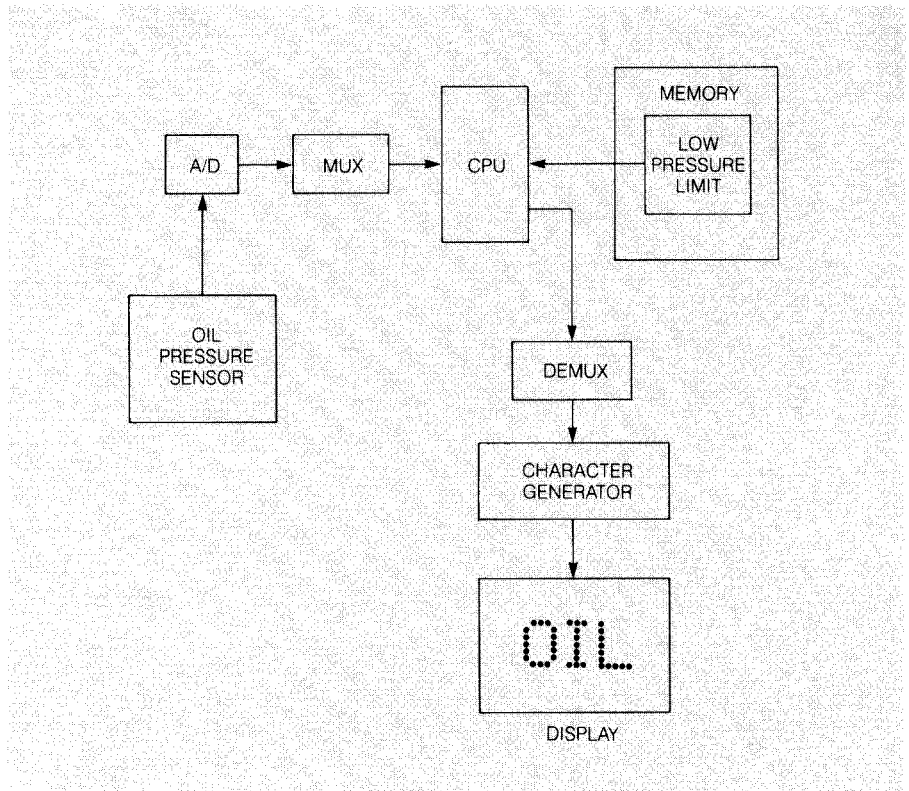 MEMORY
LOW
PRESSURE
LIMIT
A/D
MUX
CPU
OIL
PRESSURE
SENSOR
DEMUX
CHARACTER
GENERATOR
OIL
DISPLAY